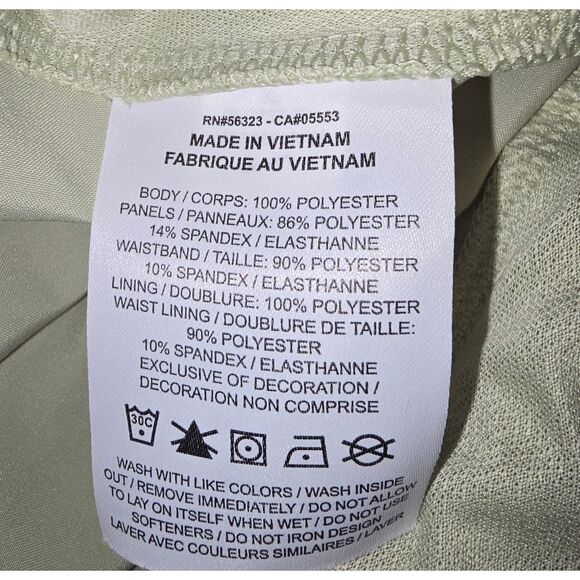 RN#56323 - CA#05553
MADE IN VIETNAM
FABRIQUE AU VIETNAM
BODY / CORPS: 100% POLYESTER
PANELS / PANNEAUX: 86% POLYESTER
14% SPANDEX / ELASTHANNE
WAISTBAND / TAILLE: 90% POLYESTER
10% SPANDEX / ELASTHANNE
LINING / DOUBLURE: 100% POLYESTER
WAIST LINING / DOUBLURE DE TAILLE:
90% POLYESTER
10% SPANDEX / ELASTHANNE
EXCLUSIVE OF DECORATION /
DECORATION NON COMPRISE
30C
WASH WITH LIKE COLORS / WASH INSIDE
OUT / REMOVE IMMEDIATELY / DO NOT ALLOW
TO LAY ON ITSELF WHEN WET / DO NOT USE
SOFTENERS / DO NOT IRON DESIGN /
LAVER AVEC COULEURS SIMILAIRES / LAVER